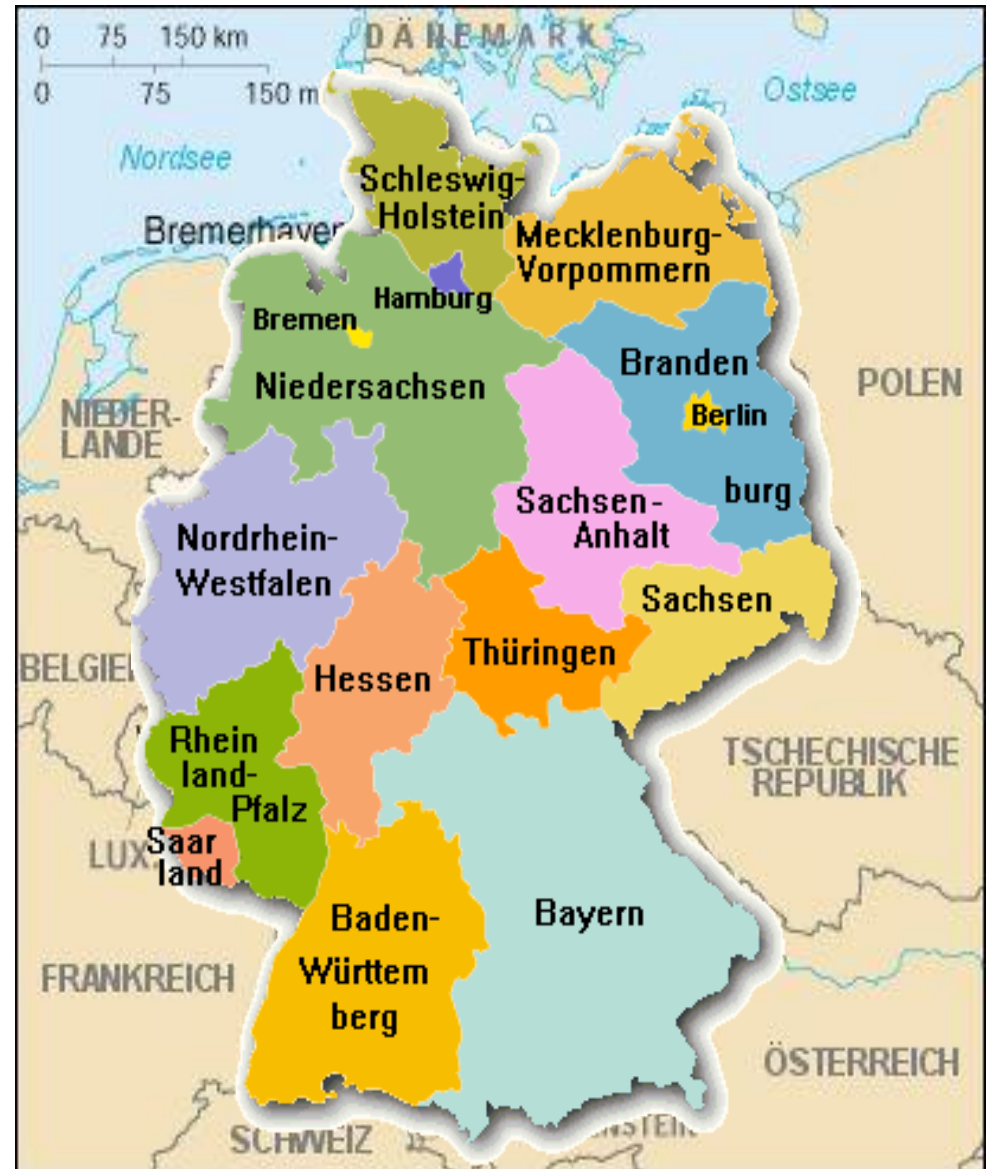 0 75 150 km
0 75 150 m
DÄNEMARK
Ostsee
Nordsee
Schleswig-
Holstein
Bremerhaven
Mecklenburg-
Vorpommern
Hamburg
Bremen
Branden
burg
Berlin
Niedersachsen
POLEN
NIEDER-
LANDE
Sachsen-
Anhalt
Nordrhein-
Westfalen
Sachsen
Thüringen
Hessen
BELGIE
Rhein
land-
Pfalz
TSCHECHISCHE
REPUBLIK
LUX
Saar
land
Baden-
Württem
berg
Bayern
FRANKREICH
ÖSTERREICH
SCHWEIZ